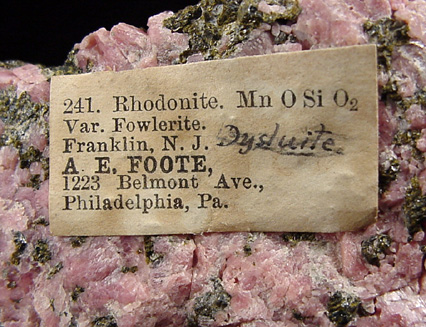 241. Rhodonite. Mn O Si O₂
Var. Fowlerite.
Franklin, N. J. Dysluite.
A. E. FOOTE,
1223 Belmont Ave.,
Philadelphia, Pa.